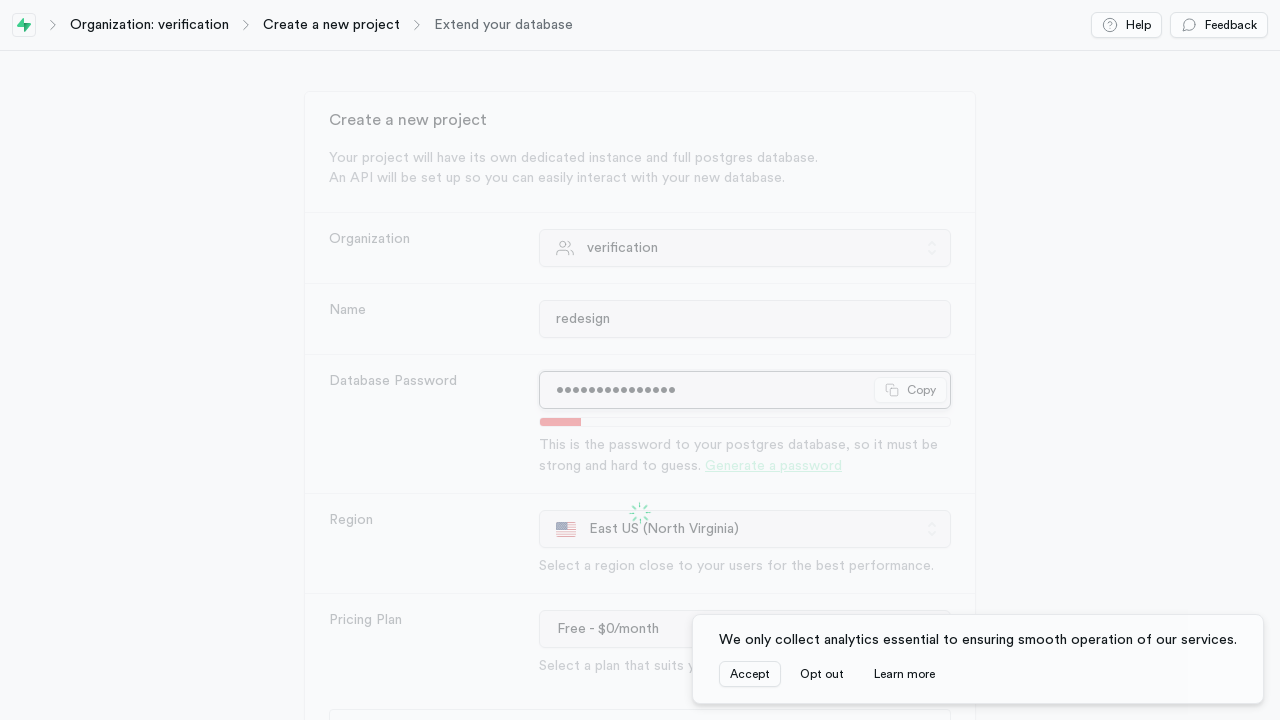 Organization: verification
Create a new project
Extend your database
Help
Feedback
Create a new project
Your project will have its own dedicated instance and full postgres database.
An API will be set up so you can easily interact with your new database.
Organization
verification
Name
redesign
Database Password
•••••••••••••••
Copy
This is the password to your postgres database, so it must be
strong and hard to guess. Generate a password
Region
East US (North Virginia)
Select a region close to your users for the best performance.
Pricing Plan
Free - $0/month
Select a plan that suits
We only collect analytics essential to ensuring smooth operation of our services.
Accept
Opt out
Learn more